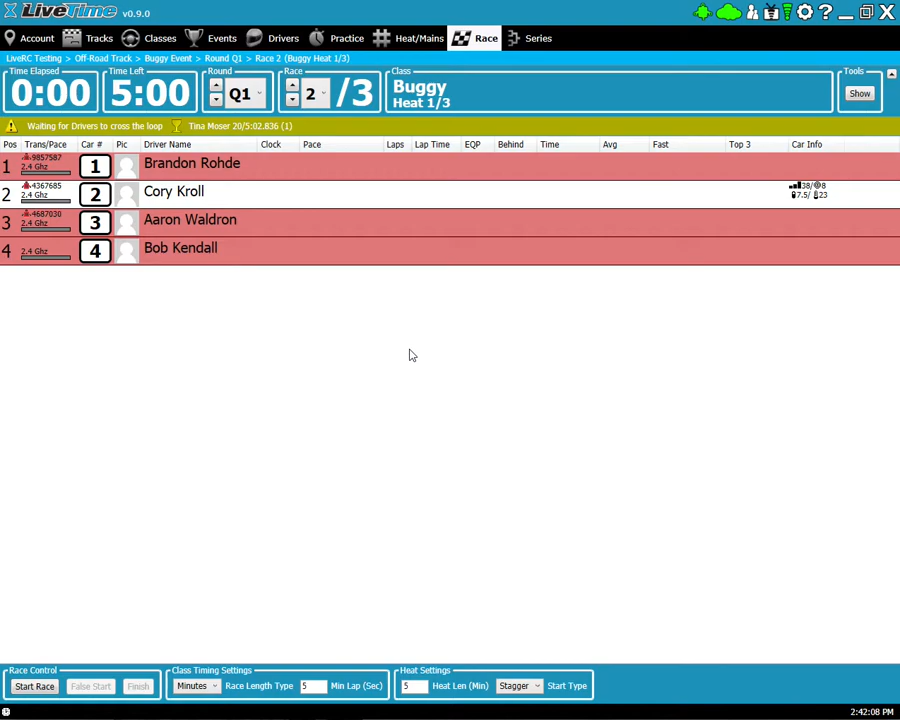 LiveTime v0.9.0
Account Tracks Classes Events Drivers Practice Heat/Mains Race Series
LiveRC Testing > Off-Road Track > Buggy Event > Round Q1 > Race 2 (Buggy Heat 1/3)
Time Elapsed Time Left Round Race Class Tools
0:00 5:00 Q1 2 /3 Buggy Show
Heat 1/3
Waiting for Drivers to cross the loop Tina Moser 20/5:02.836 (1)
Pos Trans/Pace Car # Pic Driver Name Clock Pace Laps Lap Time EQP Behind Time Avg Fast Top 3 Car Info
1 9857587 2.4 Ghz 1 Brandon Rohde
2 4367685 2.4 Ghz 2 Cory Kroll 38/ 8 7.5/ 23
3 4687030 2.4 Ghz 3 Aaron Waldron
4 2.4 Ghz 4 Bob Kendall
Race Control Class Timing Settings Heat Settings
Start Race False Start Finish Minutes Race Length Type 5 Min Lap (Sec) 5 Heat Len (Min) Stagger Start Type
2:42:08 PM